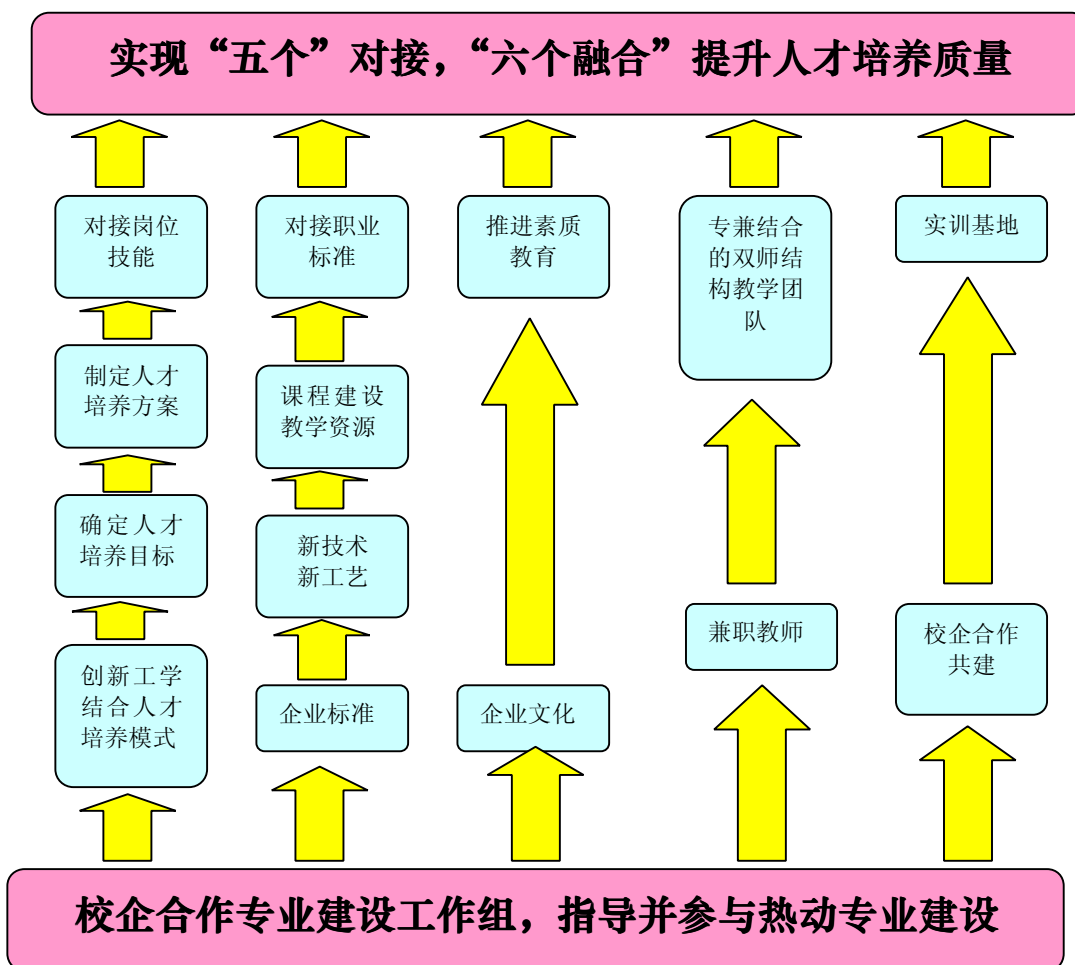 实现“五个”对接，“六个融合”提升人才培养质量
对接岗位
技能
对接职业
标准
推进素质
教育
专兼结合
的双师结
构教学团
队
实训基地
制定人才
培养方案
课程建设
教学资源
确定人才
培养目标
新技术
新工艺
兼职教师
校企合作
共建
创新工学
结合人才
培养模式
企业标准
企业文化
校企合作专业建设工作组，指导并参与热动专业建设